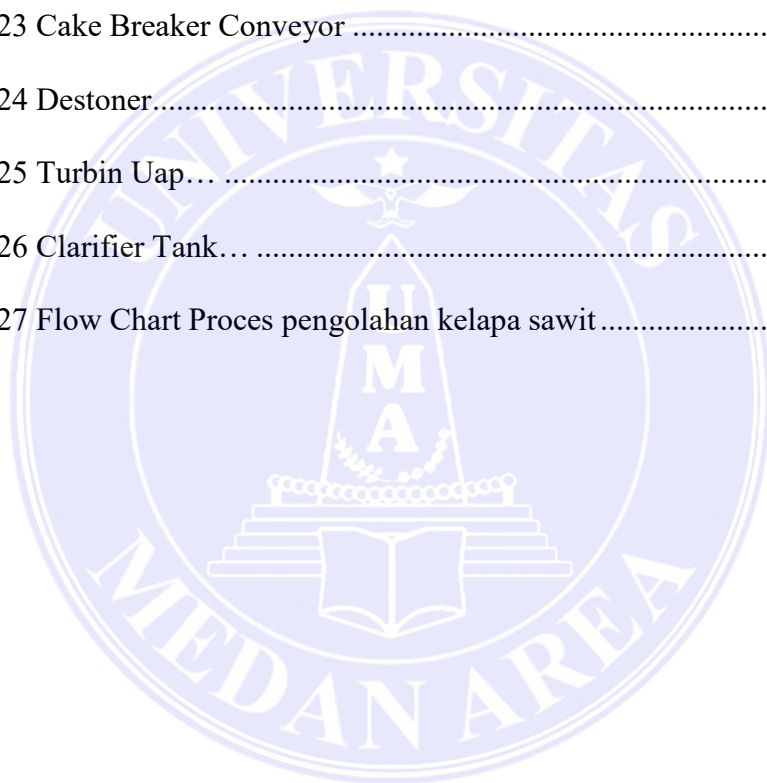 23 Cake Breaker Conveyor ......................................................
24 Destoner...............................................................................
25 Turbin Uap… ......................................................................
26 Clarifier Tank… ..................................................................
27 Flow Chart Proces pengolahan kelapa sawit.....................
UNIVERSITAS
U
M
A
MEDAN AREA